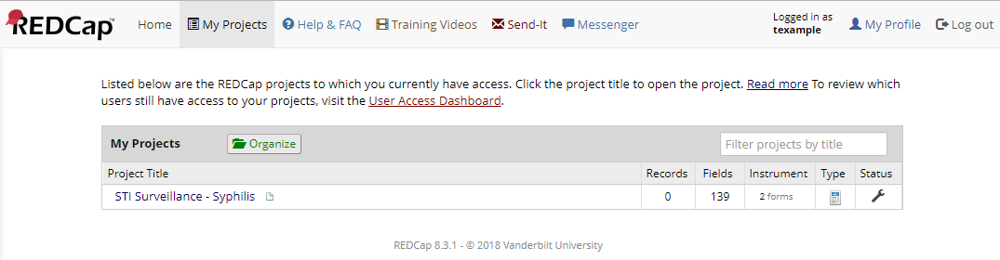 REDCap™ Home My Projects Help & FAQ Training Videos Send-It Messenger Logged in as texample My Profile Log out
Listed below are the REDCap projects to which you currently have access. Click the project title to open the project. Read more To review which
users still have access to your projects, visit the User Access Dashboard.
My Projects Organize Filter projects by title
Project Title Records Fields Instrument Type Status
STI Surveillance - Syphilis 0 139 2 forms
REDCap 8.3.1 - © 2018 Vanderbilt University